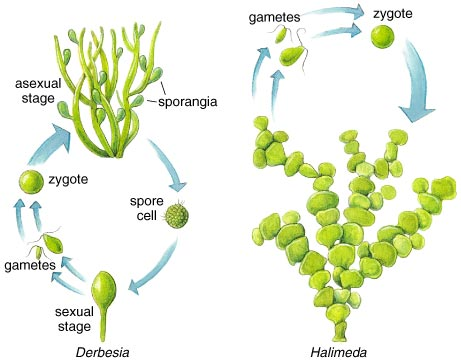 asexual
stage
sporangia
zygote
spore
cell
gametes
sexual
stage
Derbesia
gametes
zygote
Halimeda